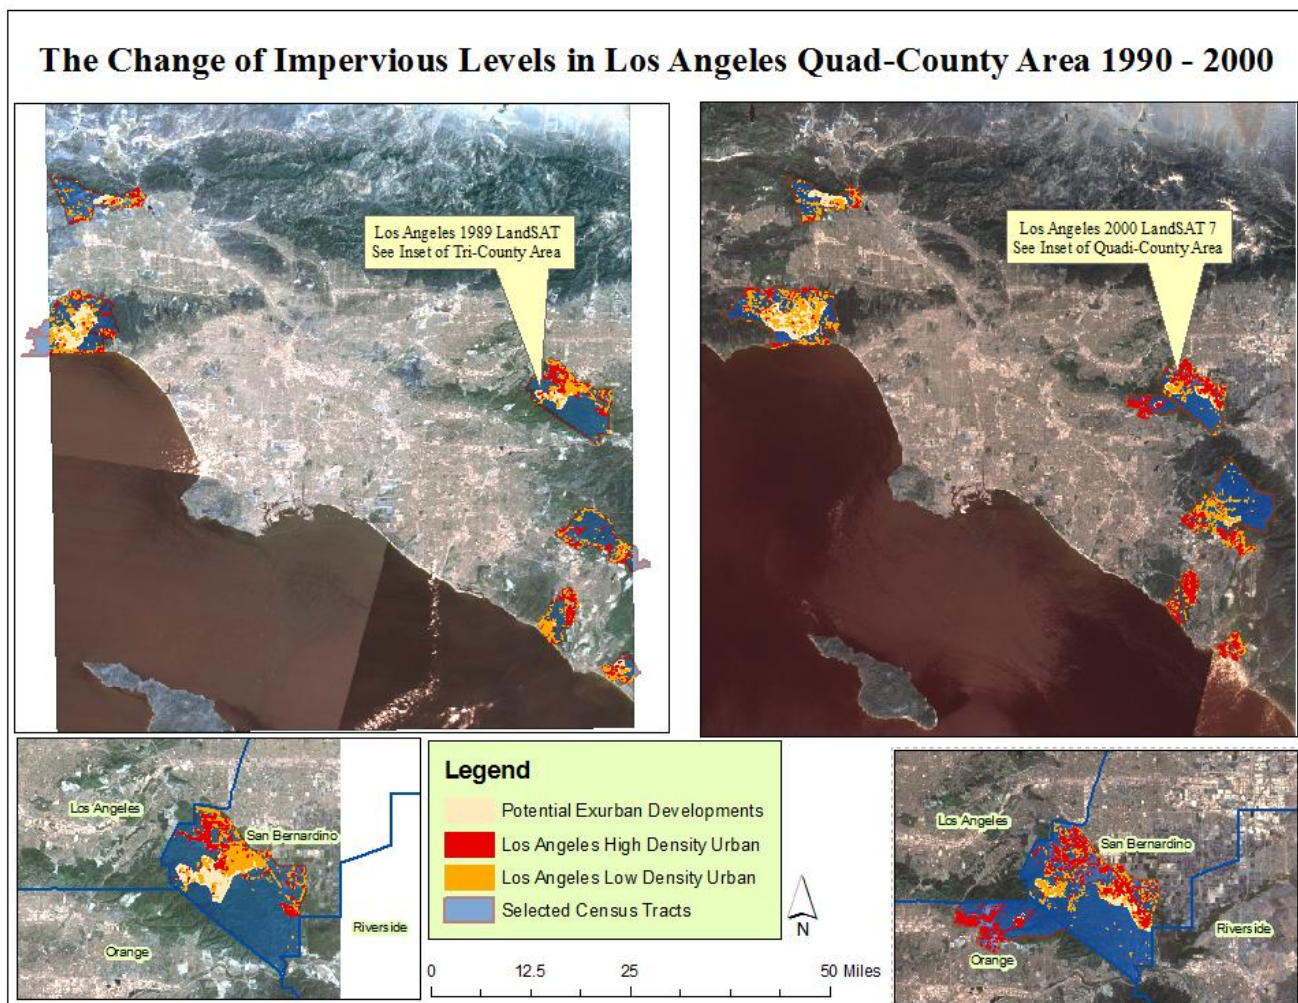 The Change of Impervious Levels in Los Angeles Quad-County Area 1990 - 2000
Los Angeles 1989 LandSAT
See Inset of Tri-County Area
Los Angeles 2000 LandSAT 7
See Inset of Quadi-County Area
Los Angeles
San Bernardino
Riverside
Orange
Legend
Potential Exurban Developments
Los Angeles High Density Urban
Los Angeles Low Density Urban
Selected Census Tracts
N
0 12.5 25 50 Miles
Los Angeles
San Bernardino
Riverside
Orange